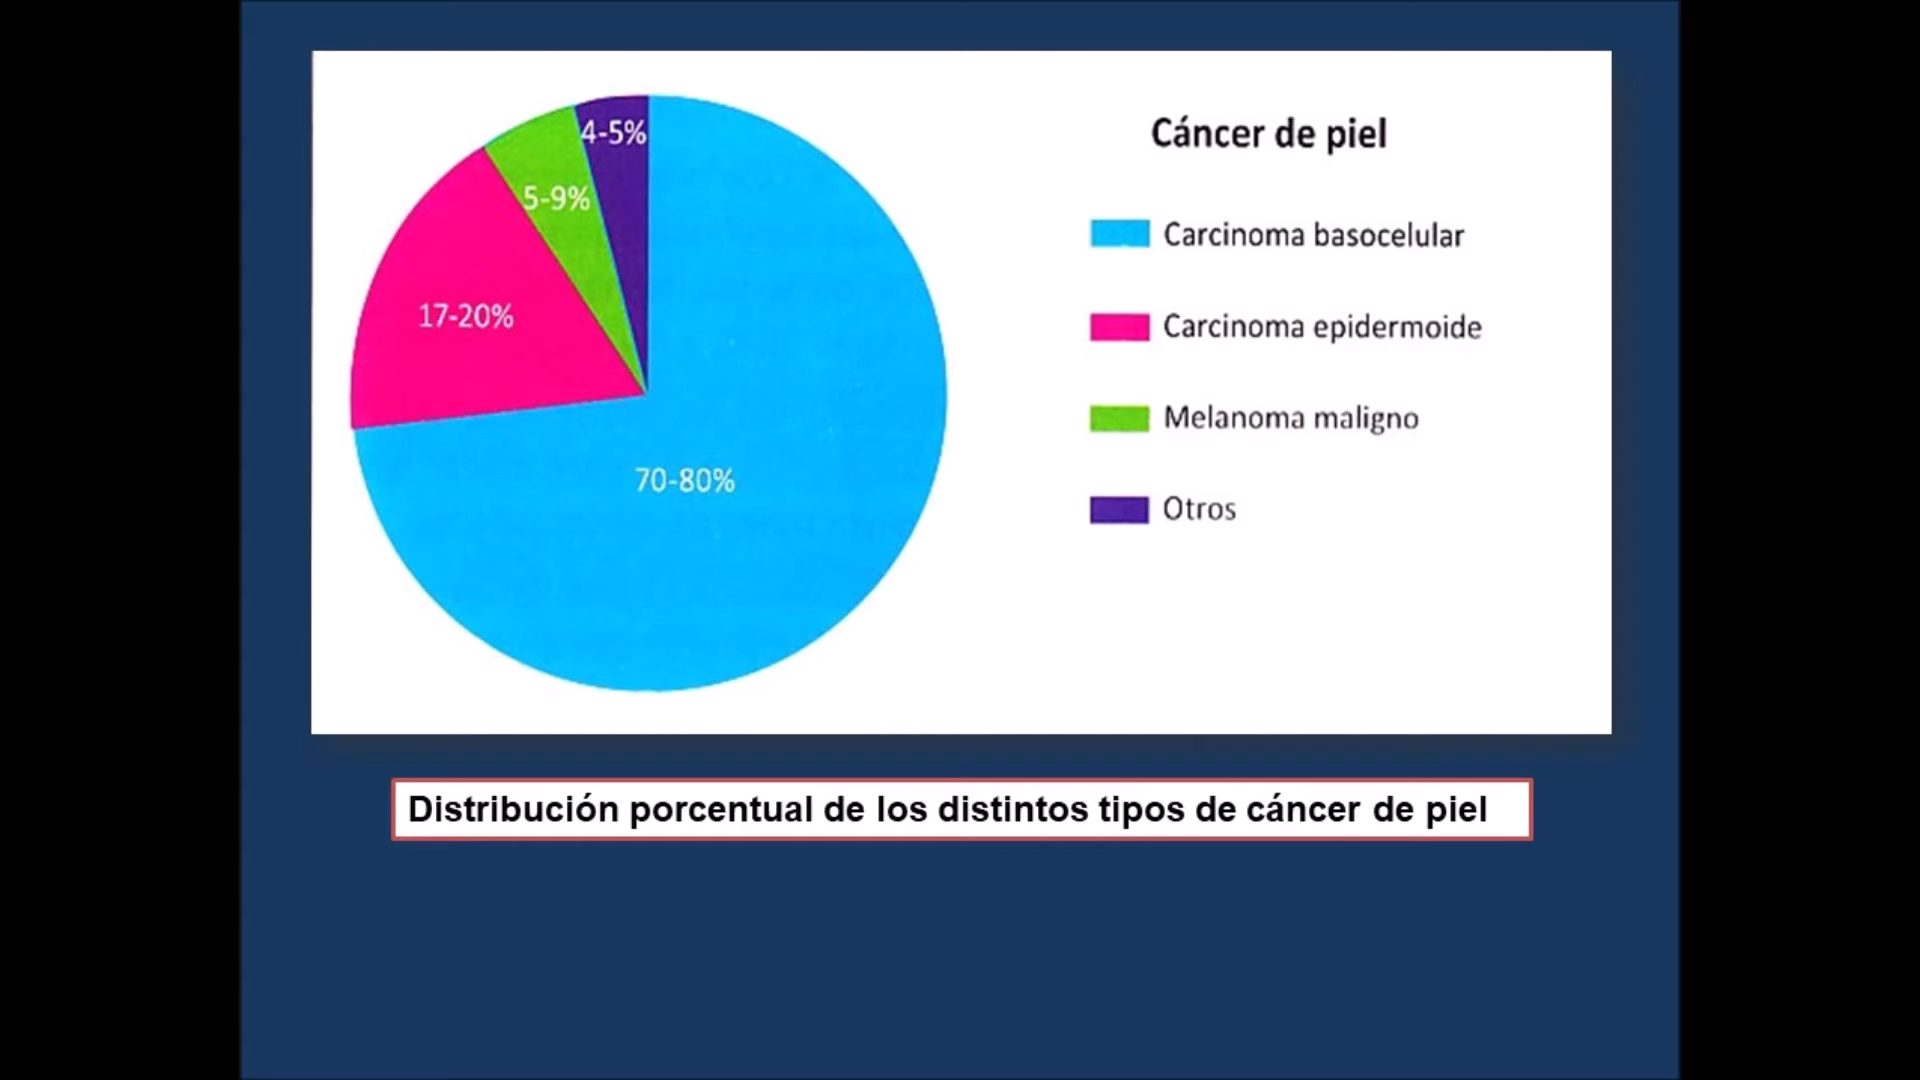 4-5%
5-9%
17-20%
70-80%
Cáncer de piel
Carcinoma basocelular
Carcinoma epidermoide
Melanoma maligno
Otros
Distribución porcentual de los distintos tipos de cáncer de piel